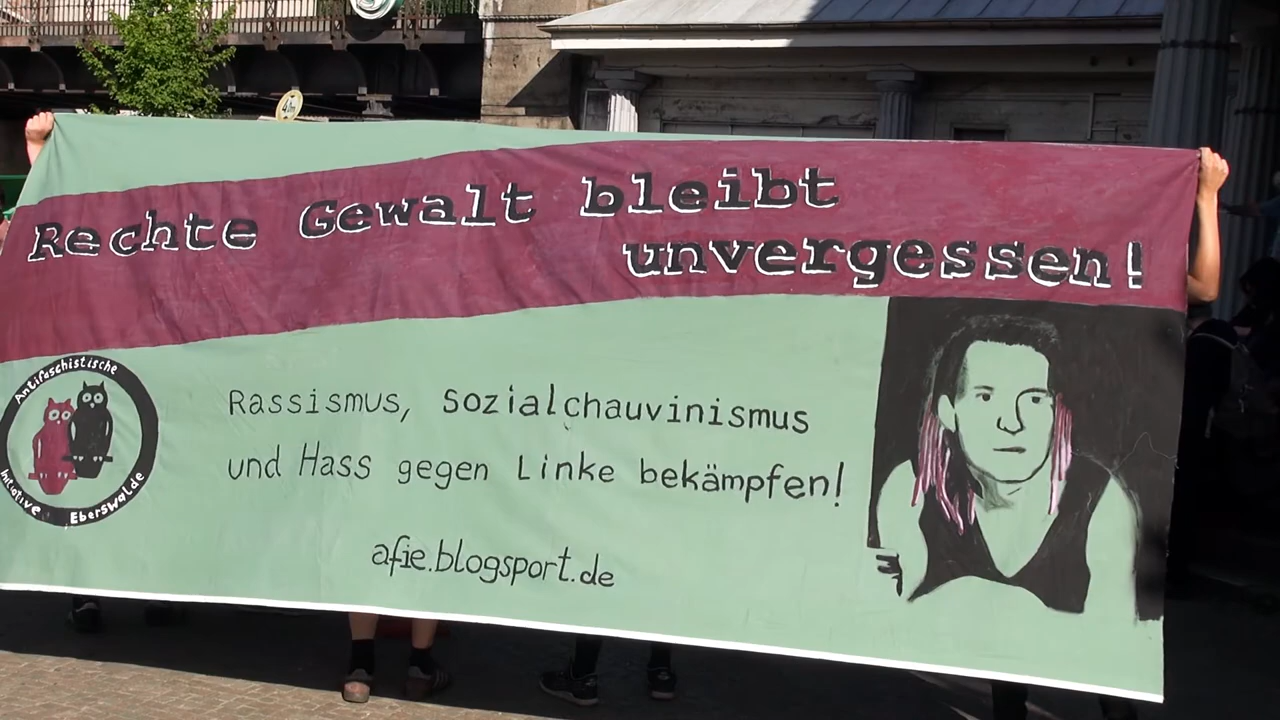 Rechte Gewalt bleibt
unvergessen!
Antifaschistische
Initiative Eberswalde
Rassismus, Sozialchauvinismus
und Hass gegen Linke bekämpfen!
afie.blogsport.de